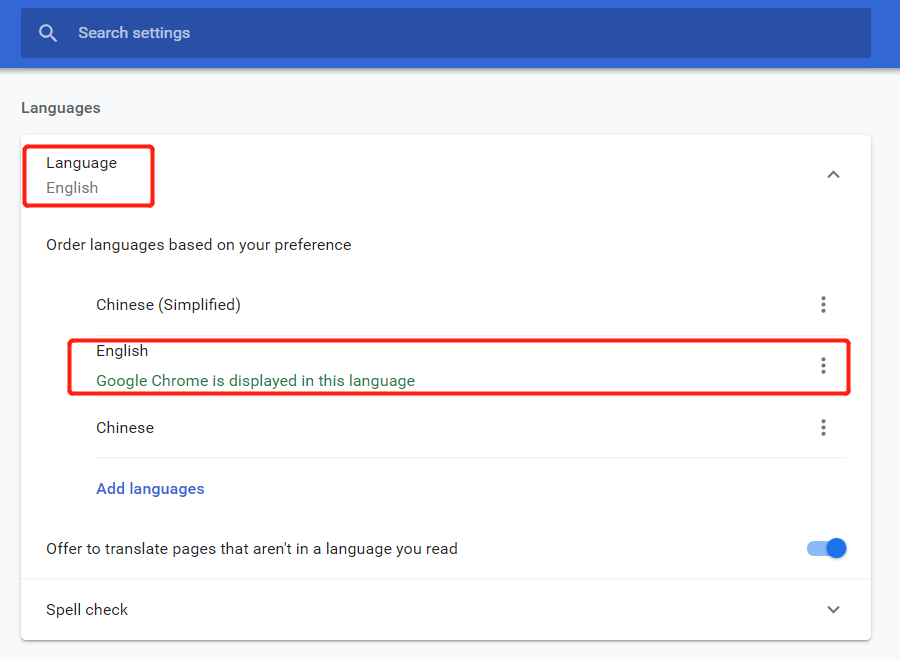 Search settings
Languages
Language
English
Order languages based on your preference
Chinese (Simplified)
English
Google Chrome is displayed in this language
Chinese
Add languages
Offer to translate pages that aren't in a language you read
Spell check